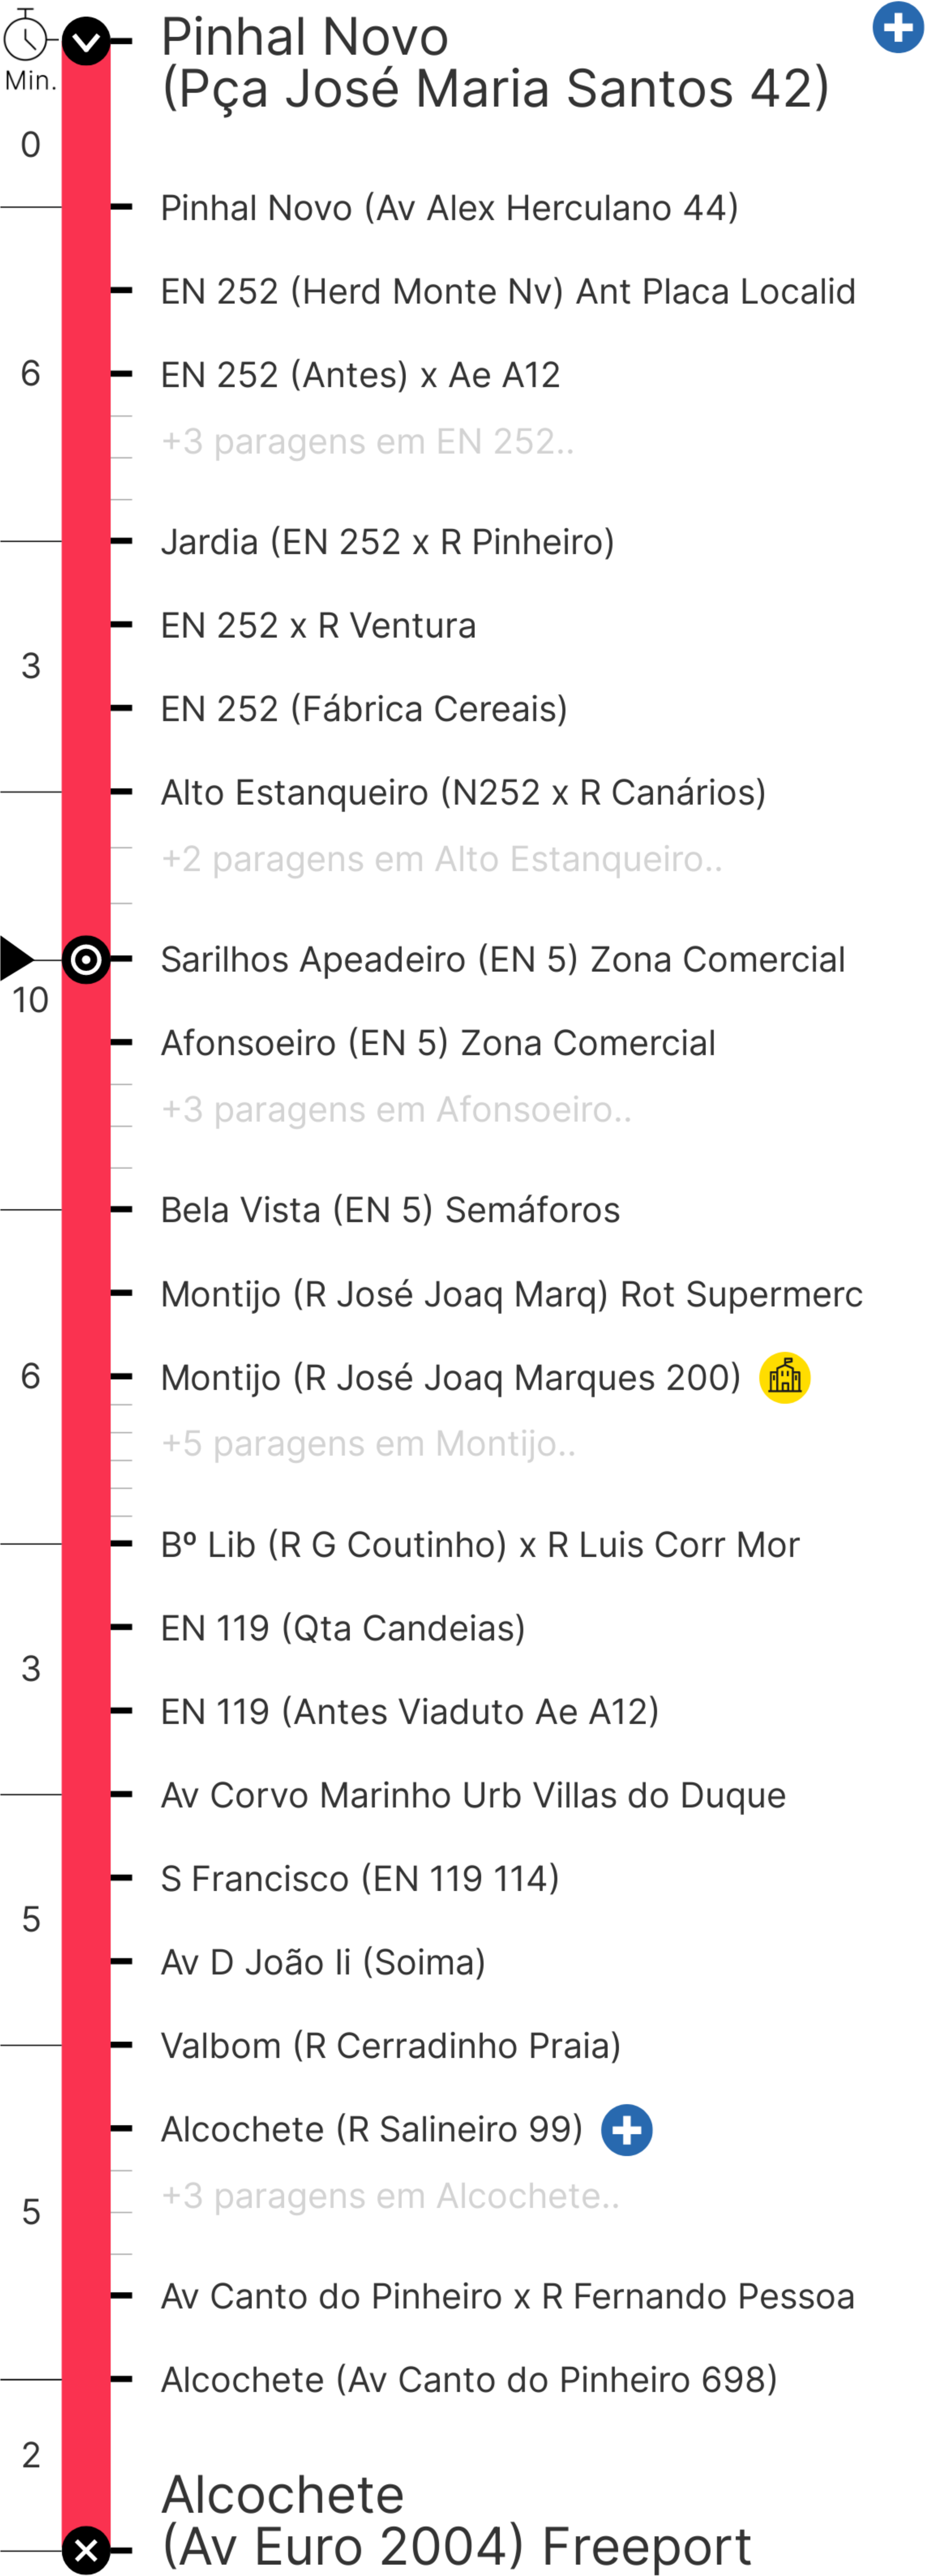 Pinhal Novo
(Pça José Maria Santos 42)
Min.
0
Pinhal Novo (Av Alex Herculano 44)
EN 252 (Herd Monte Nv) Ant Placa Localid
6
EN 252 (Antes) x Ae A12
+3 paragens em EN 252..
Jardia (EN 252 x R Pinheiro)
EN 252 x R Ventura
3
EN 252 (Fábrica Cereais)
Alto Estanqueiro (N252 x R Canários)
+2 paragens em Alto Estanqueiro..
Sarilhos Apeadeiro (EN 5) Zona Comercial
10
Afonsoeiro (EN 5) Zona Comercial
+3 paragens em Afonsoeiro..
Bela Vista (EN 5) Semáforos
Montijo (R José Joaq Marq) Rot Supermerc
6
Montijo (R José Joaq Marques 200)
+5 paragens em Montijo..
Bº Lib (R G Coutinho) x R Luis Corr Mor
EN 119 (Qta Candeias)
3
EN 119 (Antes Viaduto Ae A12)
Av Corvo Marinho Urb Villas do Duque
S Francisco (EN 119 114)
5
Av D João Ii (Soima)
Valbom (R Cerradinho Praia)
Alcochete (R Salineiro 99)
+3 paragens em Alcochete..
5
Av Canto do Pinheiro x R Fernando Pessoa
Alcochete (Av Canto do Pinheiro 698)
2
Alcochete
(Av Euro 2004) Freeport